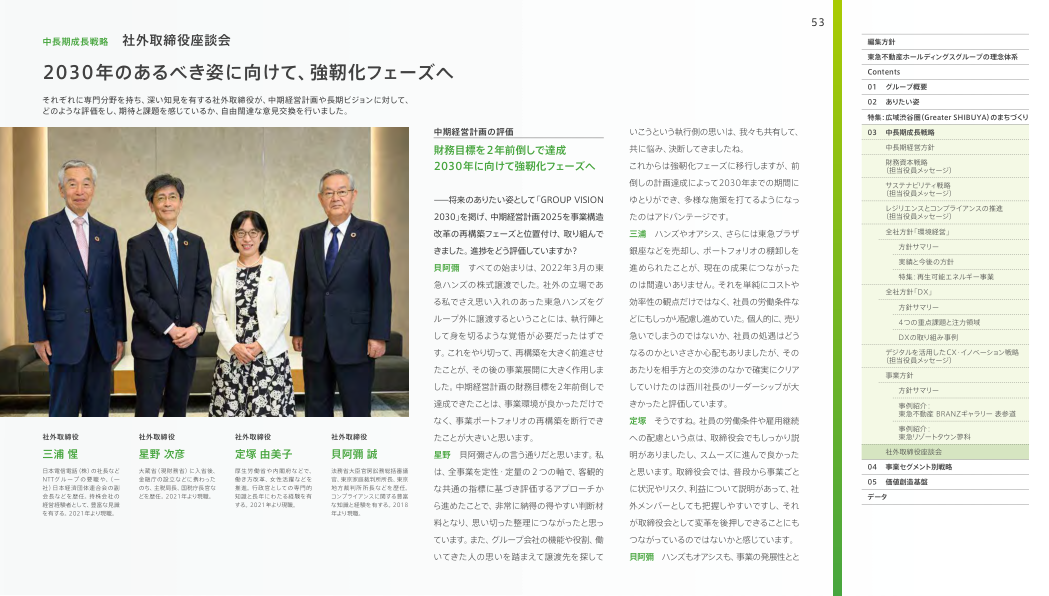 53
中長期成長戦略 社外取締役座談会
2030年のあるべき姿に向けて、強靭化フェーズへ
それぞれに専門分野を持ち、深い知見を有する社外取締役が、中期経営計画や長期ビジョンに対して、
どのような評価をし、期待と課題を感じているか、自由闊達な意見交換を行いました。
社外取締役
三浦 惺
日本電信電話（株）の社長など
NTTグループの要職や、（一
社）日本経済団体連合会の副
会長などを歴任。持株会社の
経営経験者として、豊富な見識
を有する。2021年より現職。
社外取締役
星野 次彦
大蔵省（現財務省）に入省後、
金融庁の設立などに携わった
のち、主税局長、国税庁長官な
どを歴任。2021年より現職。
社外取締役
定塚 由美子
厚生労働省や内閣府などで、
働き方改革、女性活躍などを
推進。行政官としての専門的
知識と長年にわたる経験を有
する。2021年より現職。
社外取締役
貝阿彌 誠
法務省大臣官房訟務総括審議
官、東京家庭裁判所長、東京
地方裁判所所長などを歴任。
コンプライアンスに関する豊富
な知識と経験を有する。2018
年より現職。
中期経営計画の評価
財務目標を2年前倒しで達成
2030年に向けて強靭化フェーズへ
──将来のありたい姿として「GROUP VISION
2030」を掲げ、中期経営計画2025を事業構造
改革の再構築フェーズと位置付け、取り組んで
きました。進捗をどう評価していますか？
貝阿彌 すべての始まりは、2022年3月の東
急ハンズの株式譲渡でした。社外の立場であ
る私でさえ思い入れのあった東急ハンズをグ
ループ外に譲渡するということには、執行陣と
して身を切るような覚悟が必要だったはずで
す。これをやり切って、再構築を大きく前進させ
たことが、その後の事業展開に大きく作用しま
した。中期経営計画の財務目標を2年前倒しで
達成できたことは、事業環境が良かっただけで
なく、事業ポートフォリオの再構築を断行でき
たことが大きいと思います。
星野 貝阿彌さんの言う通りだと思います。私
は、全事業を定性・定量の２つの軸で、客観的
な共通の指標に基づき評価するアプローチか
ら進めたことで、非常に納得の得やすい判断材
料となり、思い切った整理につながったと思っ
ています。また、グループ会社の機能や役割、働
いてきた人の思いを踏まえて譲渡先を探して
いこうという執行側の思いは、我々も共有して、
共に悩み、決断してきましたね。
これからは強靭化フェーズに移行しますが、前
倒しの計画達成によって2030年までの期間に
ゆとりができ、多様な施策を打てるようになっ
たのはアドバンテージです。
三浦 ハンズやオアシス、さらには東急プラザ
銀座などを売却し、ポートフォリオの棚卸しを
進められたことが、現在の成果につながった
のは間違いありません。それを単純にコストや
効率性の観点だけではなく、社員の労働条件な
どにもしっかり配慮し進めていた。個人的に、売り
急いでしまうのではないか、社員の処遇はどう
なるのかといささか心配もありましたが、その
あたりを相手方との交渉のなかで確実にクリア
していけたのは西川社長のリーダーシップが大
きかったと評価しています。
定塚 そうですね。社員の労働条件や雇用継続
への配慮という点は、取締役会でもしっかり説
明がありましたし、スムーズに進んで良かった
と思います。取締役会では、普段から事業ごと
に状況やリスク、利益について説明があって、社
外メンバーとしても把握しやすいですし、それ
が取締役会として変革を後押しできることにも
つながっているのではないかと感じています。
貝阿彌 ハンズもオアシスも、事業の発展性とと
編集方針
東急不動産ホールディングスグループの理念体系
Contents
01 グループ概要
02 ありたい姿
特集：広域渋谷圏（Greater SHIBUYA）のまちづくり
03 中長期成長戦略
中長期経営方針
財務資本戦略
（担当役員メッセージ）
サステナビリティ戦略
（担当役員メッセージ）
レジリエンスとコンプライアンスの推進
（担当役員メッセージ）
全社方針「環境経営」
方針サマリー
実績と今後の方針
特集：再生可能エネルギー事業
全社方針「DX」
方針サマリー
4つの重点課題と注力領域
DXの取り組み事例
デジタルを活用したCX・イノベーション戦略
（担当役員メッセージ）
事業方針
方針サマリー
事例紹介：
東急不動産 BRANZギャラリー 表参道
事例紹介：
東急リゾートタウン蓼科
社外取締役座談会
04 事業セグメント別戦略
05 価値創造基盤
データ